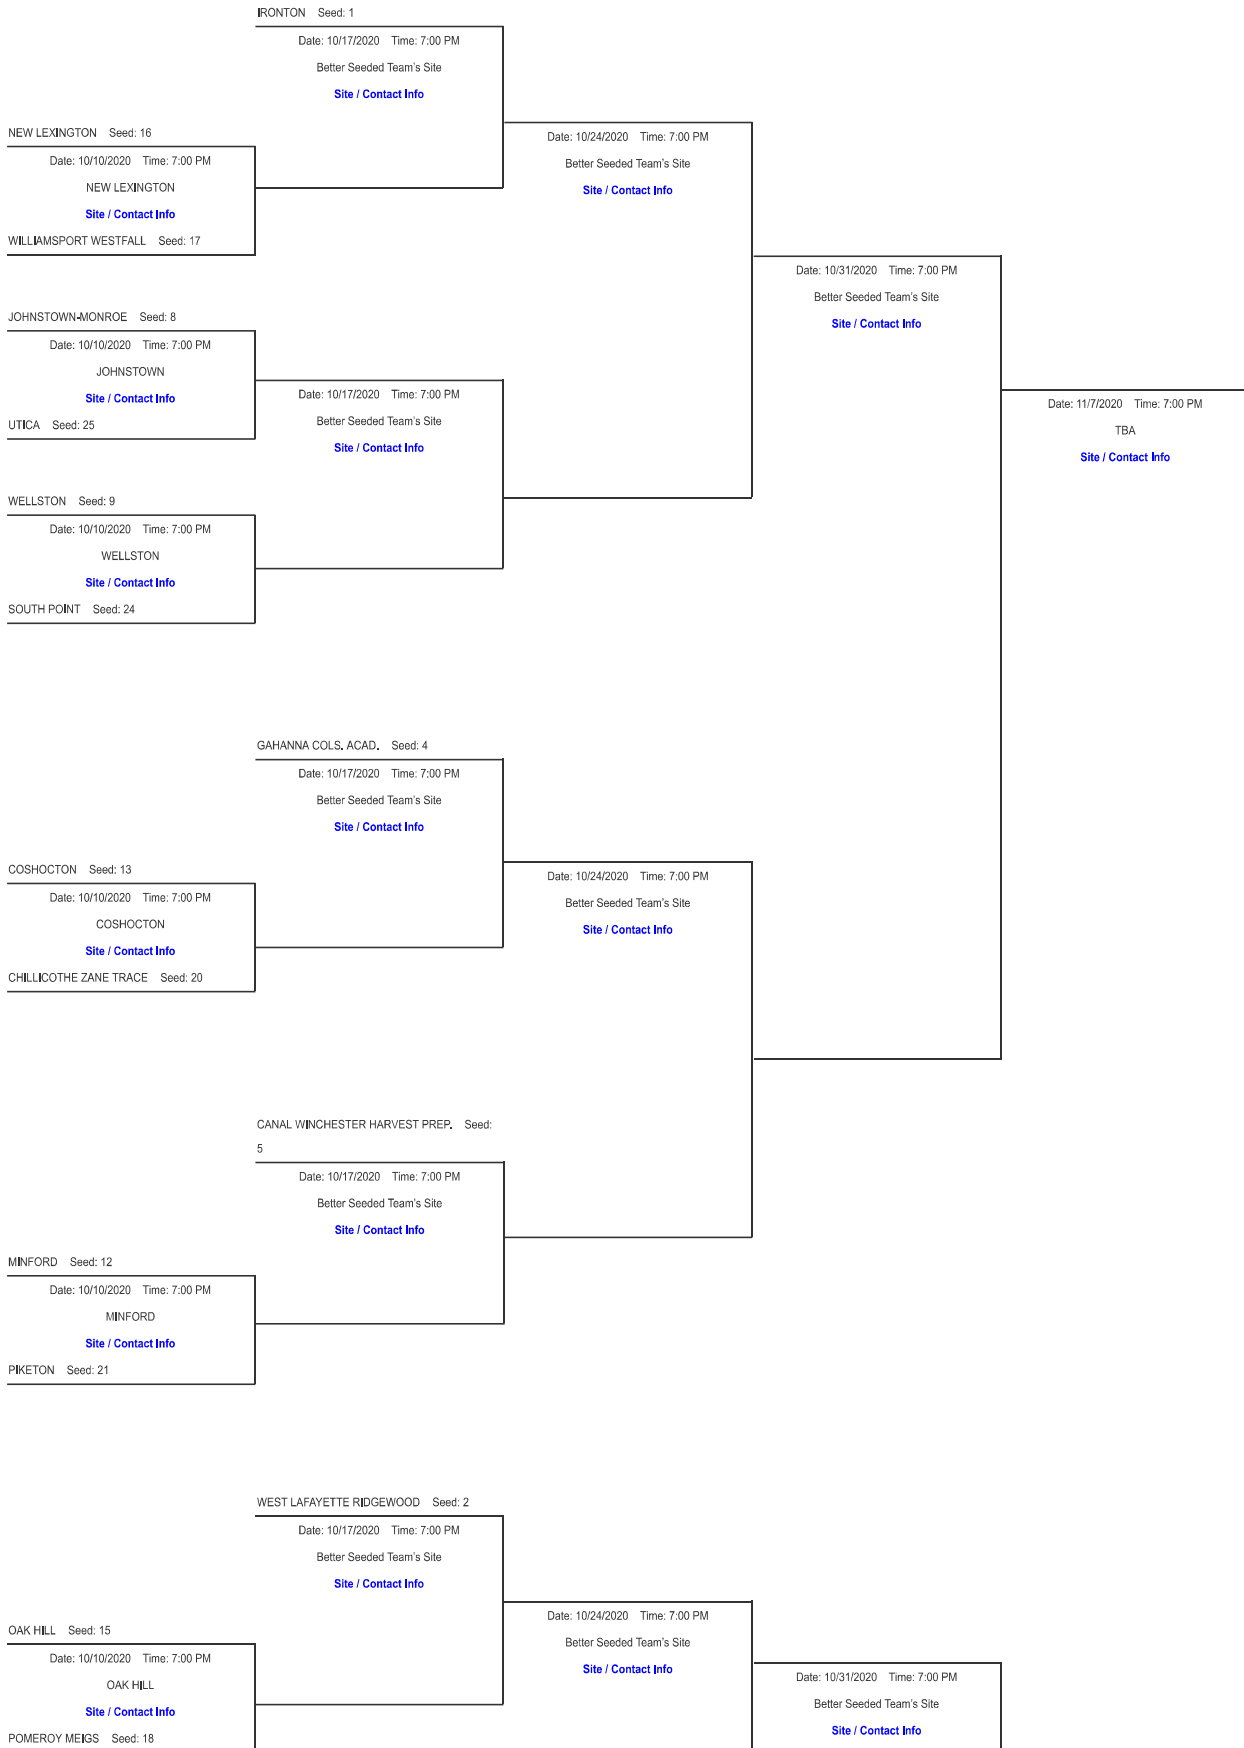 IRONTON Seed: 1
Date: 10/17/2020 Time: 7:00 PM
Better Seeded Team's Site
Site / Contact Info
NEW LEXINGTON Seed: 16
Date: 10/10/2020 Time: 7:00 PM
NEW LEXINGTON
Site / Contact Info
WILLIAMSPORT WESTFALL Seed: 17
Date: 10/24/2020 Time: 7:00 PM
Better Seeded Team's Site
Site / Contact Info
JOHNSTOWN-MONROE Seed: 8
Date: 10/10/2020 Time: 7:00 PM
JOHNSTOWN
Site / Contact Info
UTICA Seed: 25
Date: 10/17/2020 Time: 7:00 PM
Better Seeded Team's Site
Site / Contact Info
WELLSTON Seed: 9
Date: 10/10/2020 Time: 7:00 PM
WELLSTON
Site / Contact Info
SOUTH POINT Seed: 24
Date: 10/31/2020 Time: 7:00 PM
Better Seeded Team's Site
Site / Contact Info
Date: 11/7/2020 Time: 7:00 PM
TBA
Site / Contact Info
GAHANNA COLS. ACAD. Seed: 4
Date: 10/17/2020 Time: 7:00 PM
Better Seeded Team's Site
Site / Contact Info
COSHOCTON Seed: 13
Date: 10/10/2020 Time: 7:00 PM
COSHOCTON
Site / Contact Info
CHILLICOTHE ZANE TRACE Seed: 20
Date: 10/24/2020 Time: 7:00 PM
Better Seeded Team's Site
Site / Contact Info
CANAL WINCHESTER HARVEST PREP. Seed:
5
Date: 10/17/2020 Time: 7:00 PM
Better Seeded Team's Site
Site / Contact Info
MINFORD Seed: 12
Date: 10/10/2020 Time: 7:00 PM
MINFORD
Site / Contact Info
PIKETON Seed: 21
WEST LAFAYETTE RIDGEWOOD Seed: 2
Date: 10/17/2020 Time: 7:00 PM
Better Seeded Team's Site
Site / Contact Info
OAK HILL Seed: 15
Date: 10/10/2020 Time: 7:00 PM
OAK HILL
Site / Contact Info
POMEROY MEIGS Seed: 18
Date: 10/24/2020 Time: 7:00 PM
Better Seeded Team's Site
Site / Contact Info
Date: 10/31/2020 Time: 7:00 PM
Better Seeded Team's Site
Site / Contact Info